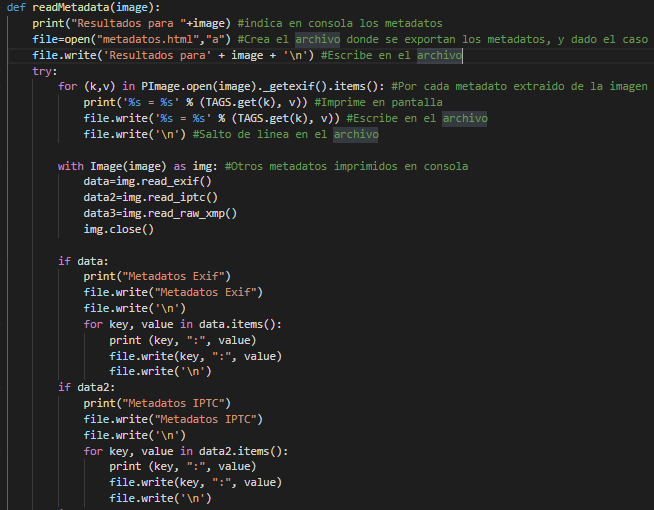 def readMetadata(image):
    print("Resultados para "+image) #indica en consola los metadatos
    file=open("metadatos.html","a") #Crea el archivo donde se exportan los metadatos, y dado el caso
    file.write('Resultados para' + image + '\n') #Escribe en el archivo
    try:
        for (k,v) in PImage.open(image)._getexif().items(): #Por cada metadato extraido de la imagen
            print('%s = %s' % (TAGS.get(k), v)) #Imprime en pantalla
            file.write('%s = %s' % (TAGS.get(k), v)) #Escribe en el archivo
            file.write('\n') #Salto de linea en el archivo

        with Image(image) as img: #Otros metadatos imprimidos en consola
            data=img.read_exif()
            data2=img.read_iptc()
            data3=img.read_raw_xmp()
            img.close()

        if data:
            print("Metadatos Exif")
            file.write("Metadatos Exif")
            file.write('\n')
            for key, value in data.items():
                print (key, ":", value)
                file.write(key, ":", value)
                file.write('\n')
        if data2:
            print("Metadatos IPTC")
            file.write("Metadatos IPTC")
            file.write('\n')
            for key, value in data2.items():
                print (key, ":", value)
                file.write(key, ":", value)
                file.write('\n')